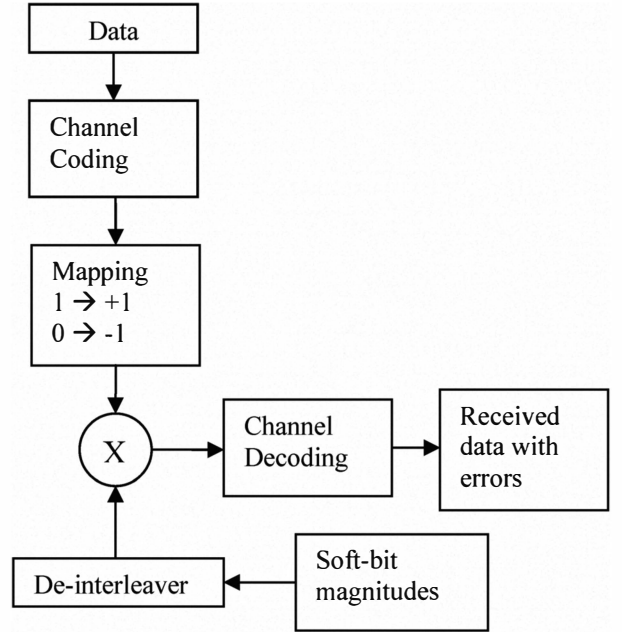 Data
Channel
Coding
Mapping
1 → +1
0 → -1
X
Channel
Decoding
Received
data with
errors
De-interleaver
Soft-bit
magnitudes